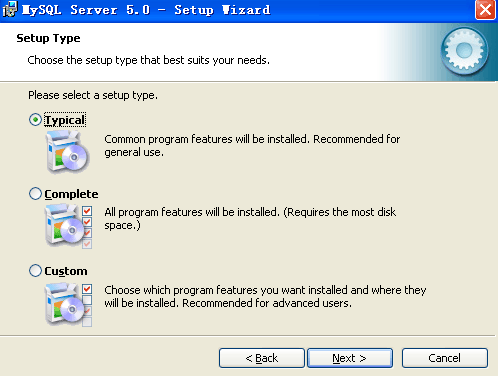 MySQL Server 5.0 - Setup Wizard
Setup Type
Choose the setup type that best suits your needs.
Please select a setup type.
Typical
Common program features will be installed. Recommended for
general use.
Complete
All program features will be installed. (Requires the most disk
space.)
Custom
Choose which program features you want installed and where they
will be installed. Recommended for advanced users.
< Back
Next >
Cancel